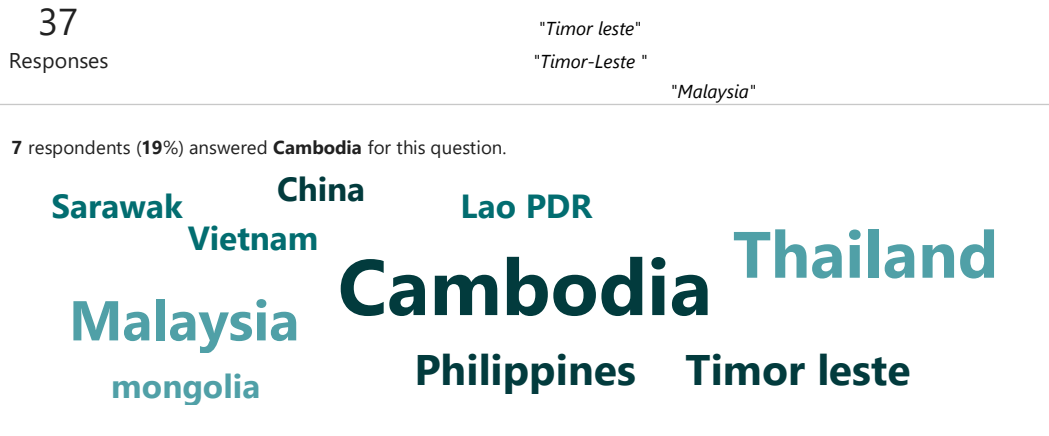 37
Responses
"Timor leste"
"Timor-Leste "
"Malaysia"
7 respondents (19%) answered Cambodia for this question.
China
Sarawak
Lao PDR
Vietnam
Thailand
Cambodia
Malaysia
Philippines
Timor leste
mongolia